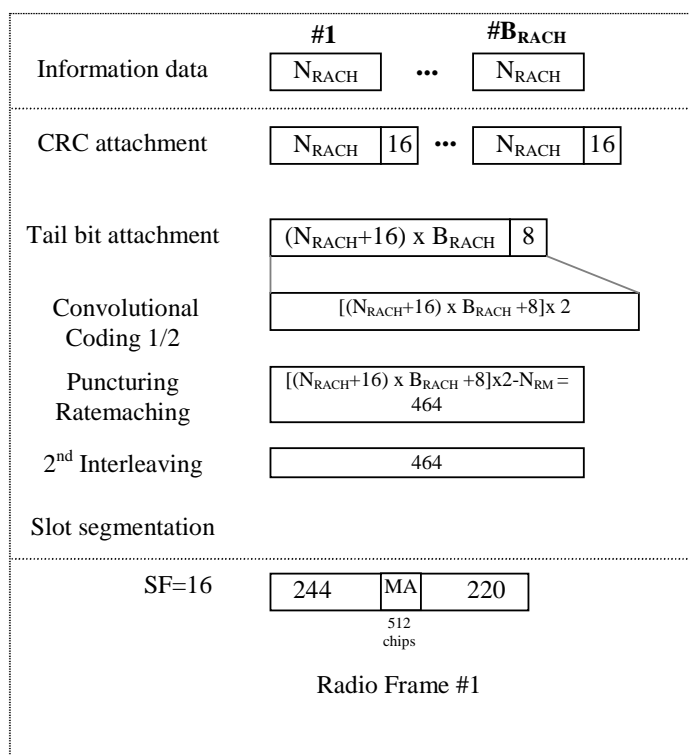 #1 #B_RACH
Information data N_RACH ... N_RACH
CRC attachment N_RACH 16 ... N_RACH 16
Tail bit attachment (N_RACH+16) x B_RACH 8
Convolutional
Coding 1/2
[(N_RACH+16) x B_RACH +8]x 2
Puncturing
Ratemaching
[(N_RACH+16) x B_RACH +8]x2-N_RM =
464
2nd Interleaving 464
Slot segmentation
SF=16 244 MA 220
512
chips
Radio Frame #1